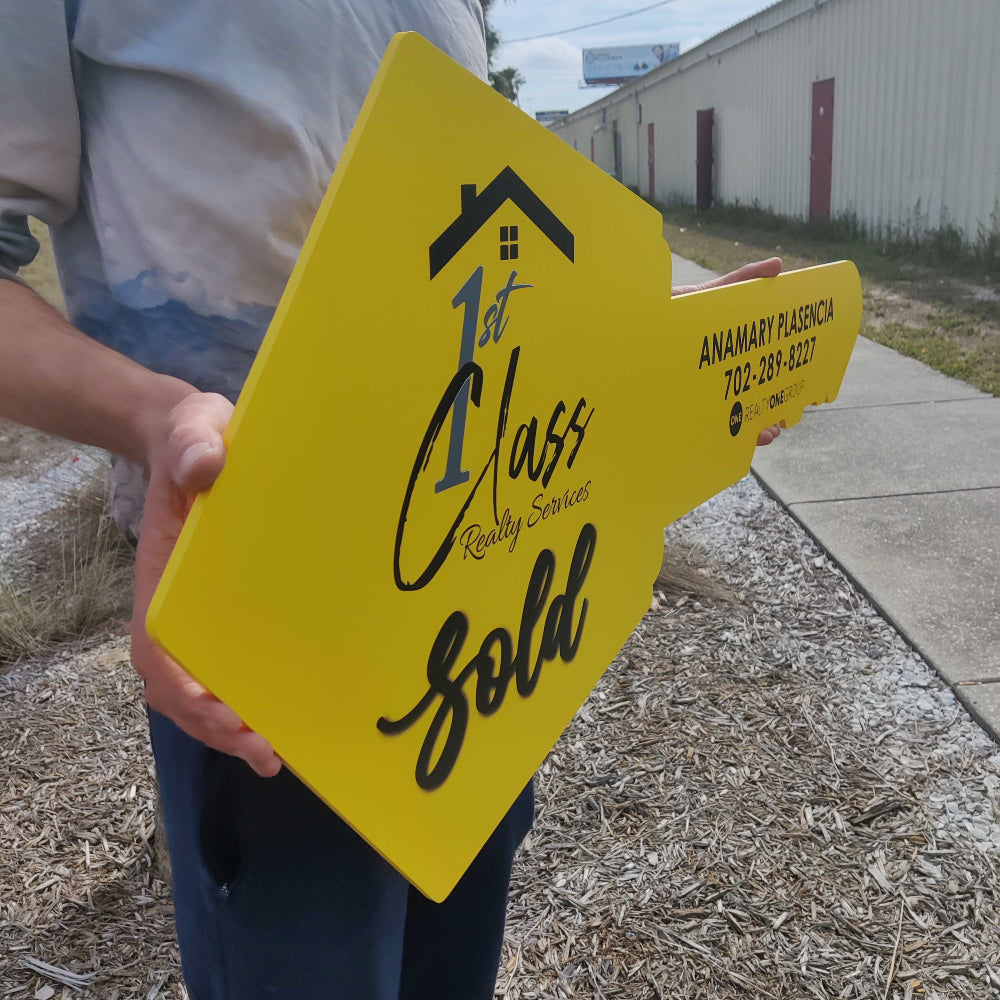 1st
Class
Realty Services
sold
ANAMARY PLASENCIA
702-289-8227
ONE REALTYONEGROUP